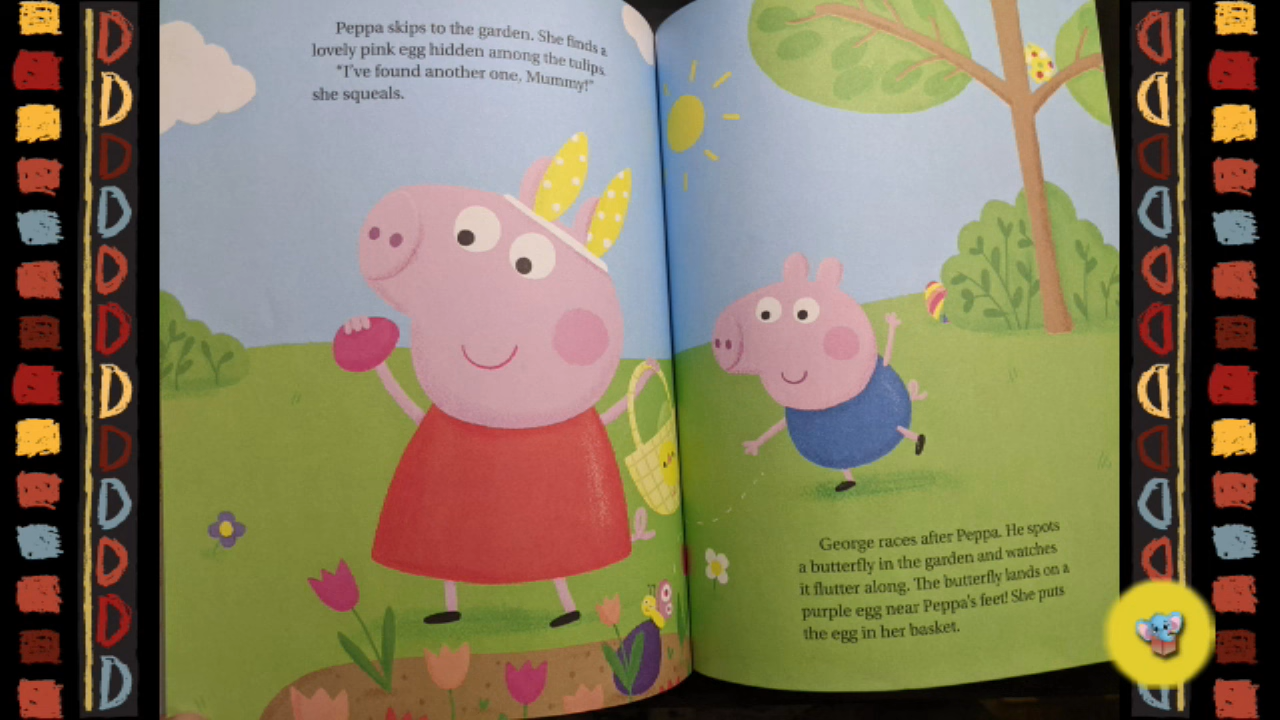 Peppa skips to the garden. She finds a
lovely pink egg hidden among the tulips.
“I’ve found another one, Mummy!”
she squeals.
George races after Peppa. He spots
a butterfly in the garden and watches
it flutter along. The butterfly lands on a
purple egg near Peppa’s feet! She puts
the egg in her basket.